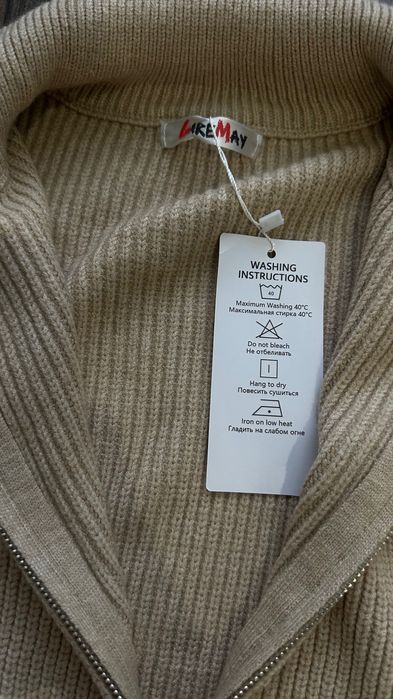 LIKEMAY
WASHING
INSTRUCTIONS
40
Maximum Washing 40°C
Максимальная стирка 40°C
Do not bleach
Не отбеливать
Hang to dry
Повесить сушиться
Iron on low heat
Гладить на слабом огне